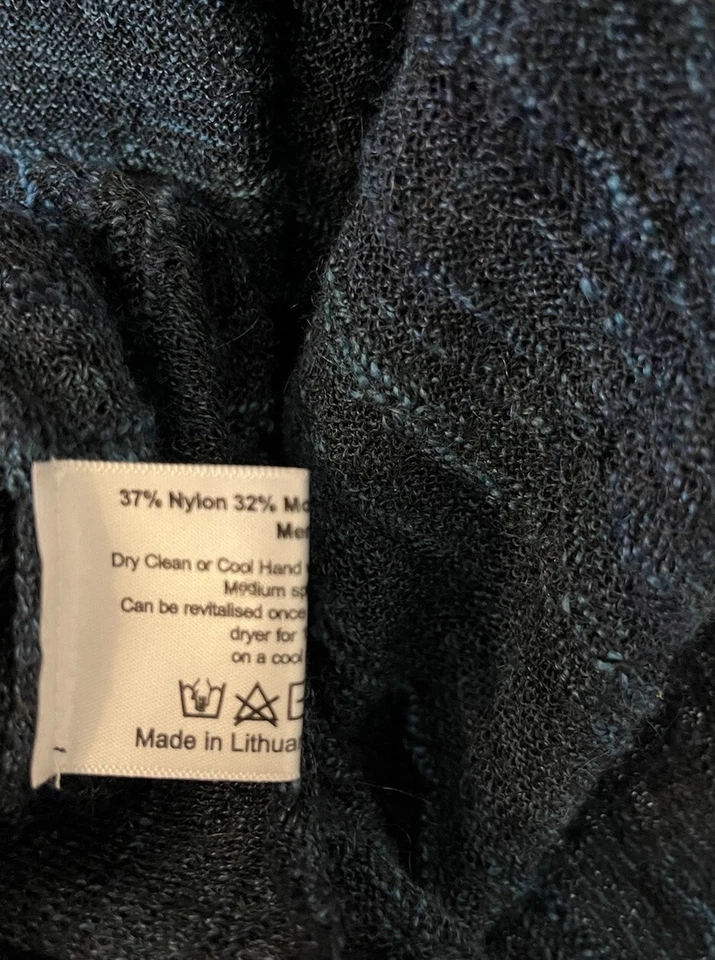 37% Nylon 32% Mo
Mer
Dry Clean or Cool Hand
Medium sp
Can be revitalised once
dryer for
on a cool
Made in Lithua